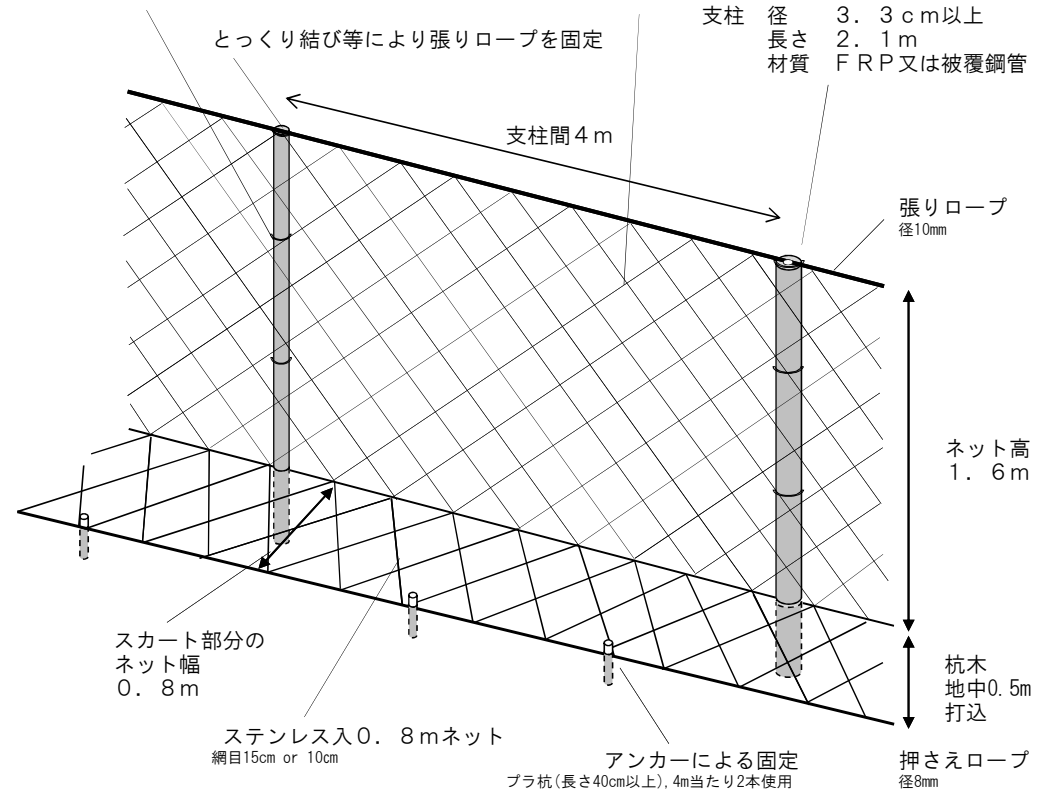 支柱　径　　３．３ｃｍ以上
長さ　２．１ｍ
材質　ＦＲＰ又は被覆鋼管
とっくり結び等により張りロープを固定
支柱間４ｍ
張りロープ
径10mm
ネット高
１．６ｍ
スカート部分の
ネット幅
０．８ｍ
杭木
地中0.5m
打込
ステンレス入０．８ｍネット
網目15cm or 10cm
アンカーによる固定
プラ杭(長さ40cm以上),4m当たり2本使用
押さえロープ
径8mm